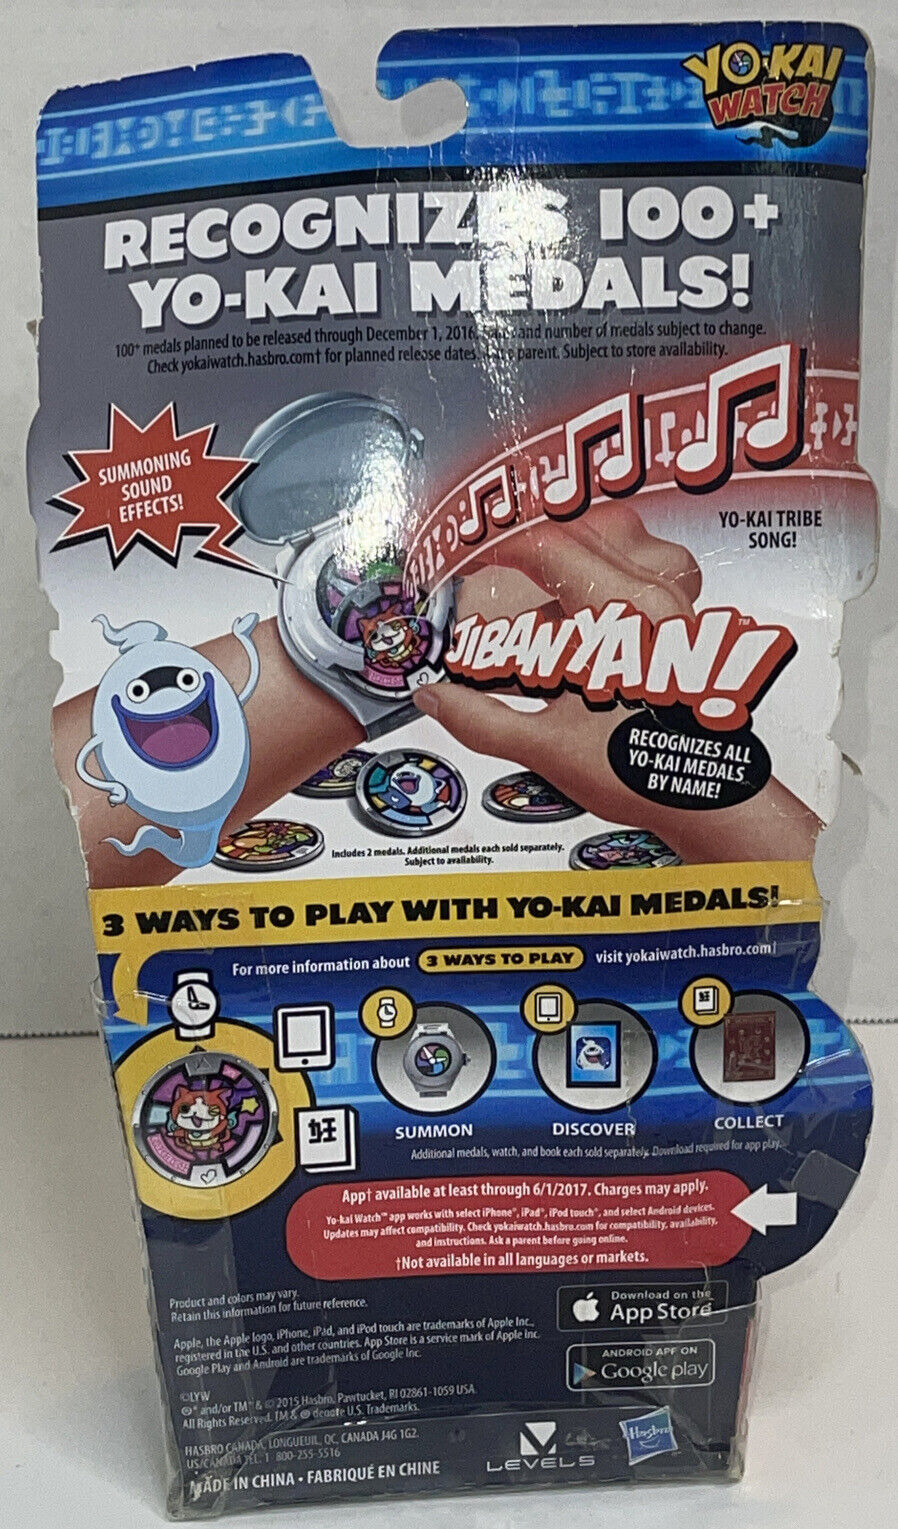 YO-KAI
WATCH™
RECOGNIZES 100+
YO-KAI MEDALS!
100+ medals planned to be released through December 1, 2016. and number of medals subject to change.
Check yokaiwatch.hasbro.com† for planned release dates. parent. Subject to store availability.
SUMMONING
SOUND
EFFECTS!
YO-KAI TRIBE
SONG!
JIBANYAN!™
RECOGNIZES ALL
YO-KAI MEDALS
BY NAME!
Includes 2 medals. Additional medals each sold separately.
Subject to availability.
3 WAYS TO PLAY WITH YO-KAI MEDALS!
For more information about 3 WAYS TO PLAY visit yokaiwatch.hasbro.com†
SUMMON
DISCOVER
COLLECT
Additional medals, watch, and book each sold separately. Download required for app play.
App† available at least through 6/1/2017. Charges may apply.
Yo-kai Watch™ app works with select iPhone®, iPad®, iPod touch®, and select Android devices.
Updates may affect compatibility. Check yokaiwatch.hasbro.com for compatibility, availability,
and instructions. Ask a parent before going online.
†Not available in all languages or markets.
Product and colors may vary.
Retain this information for future reference.
Download on the
App Store
Apple, the Apple logo, iPhone, iPad, and iPod touch are trademarks of Apple Inc.,
registered in the U.S. and other countries. App Store is a service mark of Apple Inc.
Google Play and Android are trademarks of Google Inc.
ANDROID APP ON
Google play
©LYW
®* and/or TM* & © 2015 Hasbro, Pawtucket, RI 02861-1059 USA.
All Rights Reserved. TM & ® denote U.S. Trademarks.
HASBRO CANADA, LONGUEUIL, QC, CANADA J4G 1G2.
US/CANADA TEL. 1-800-255-5516
MADE IN CHINA • FABRIQUÉ EN CHINE
LEVEL5
Hasbro